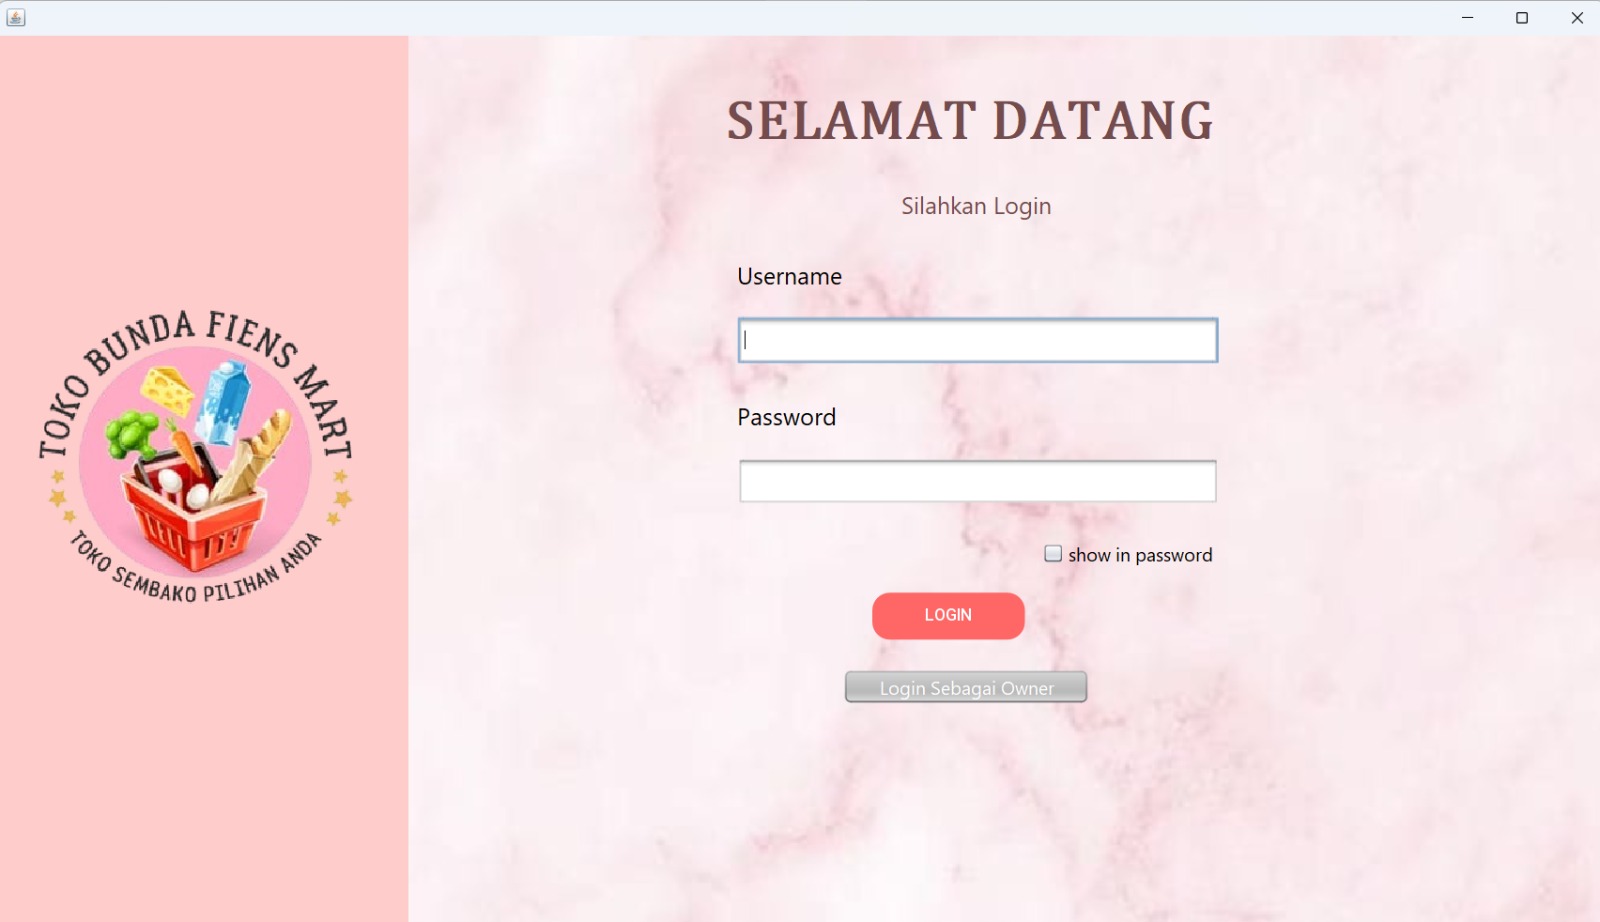 TOKO BUNDA FIENS MART
TOKO SEMBAKO PILIHAN ANDA
SELAMAT DATANG
Silahkan Login
Username
Password
show in password
LOGIN
Login Sebagai Owner